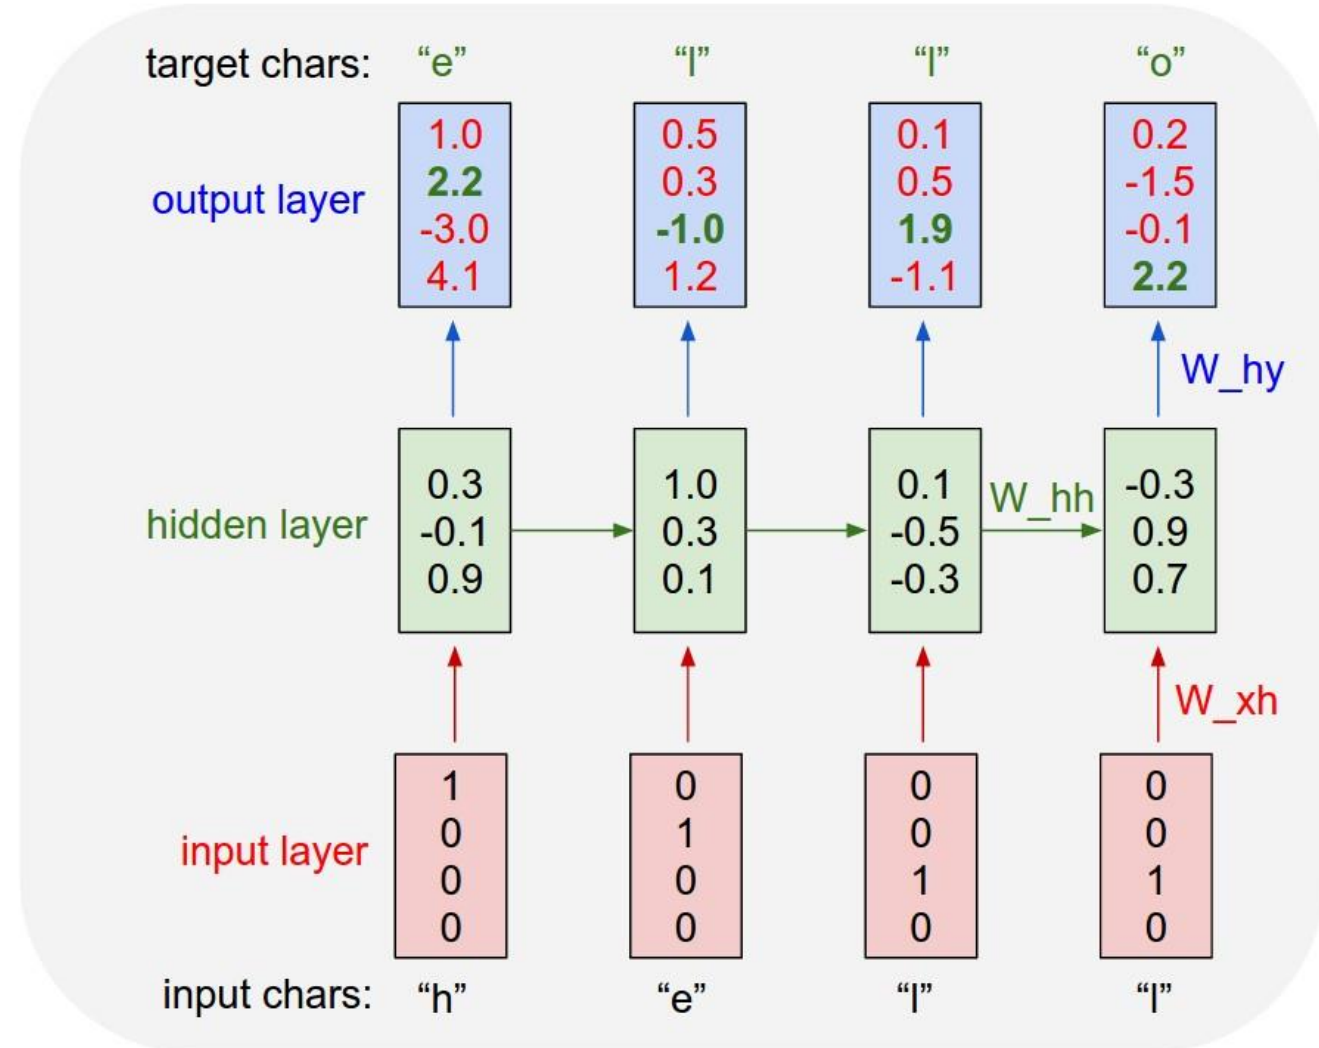 target chars: “e” “l” “l” “o”
1.0 0.5 0.1 0.2
2.2 0.3 0.5 -1.5
output layer
-3.0 -1.0 1.9 -0.1
4.1 1.2 -1.1 2.2
W_hy
0.3 1.0 0.1 -0.3
W_hh
hidden layer -0.1 0.3 -0.5 0.9
0.9 0.1 -0.3 0.7
W_xh
1 0 0 0
0 1 0 0
input layer
0 0 1 1
0 0 0 0
input chars: “h” “e” “l” “l”